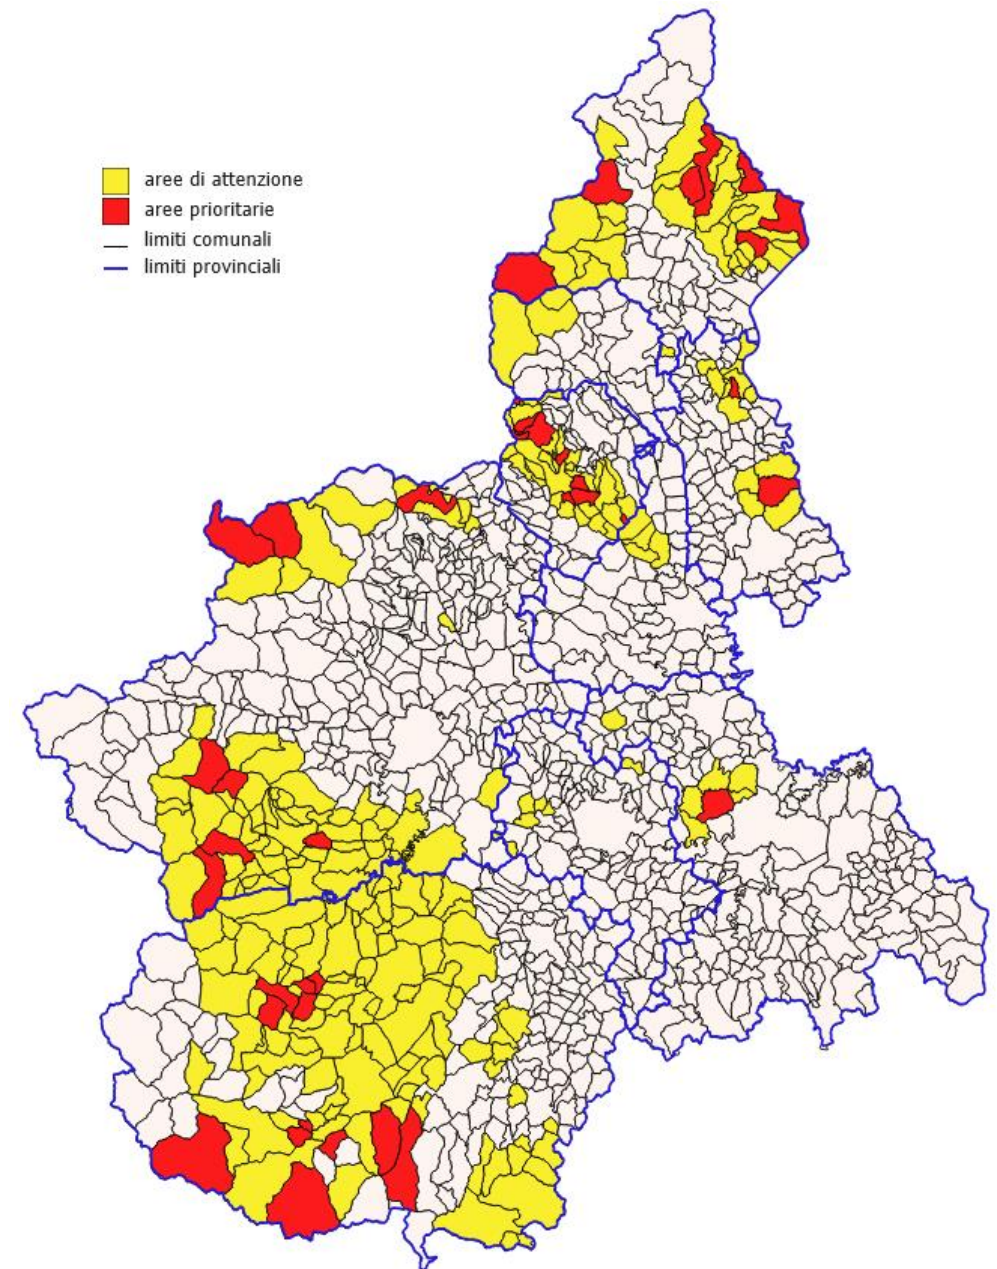 aree di attenzione
aree prioritarie
limiti comunali
limiti provinciali